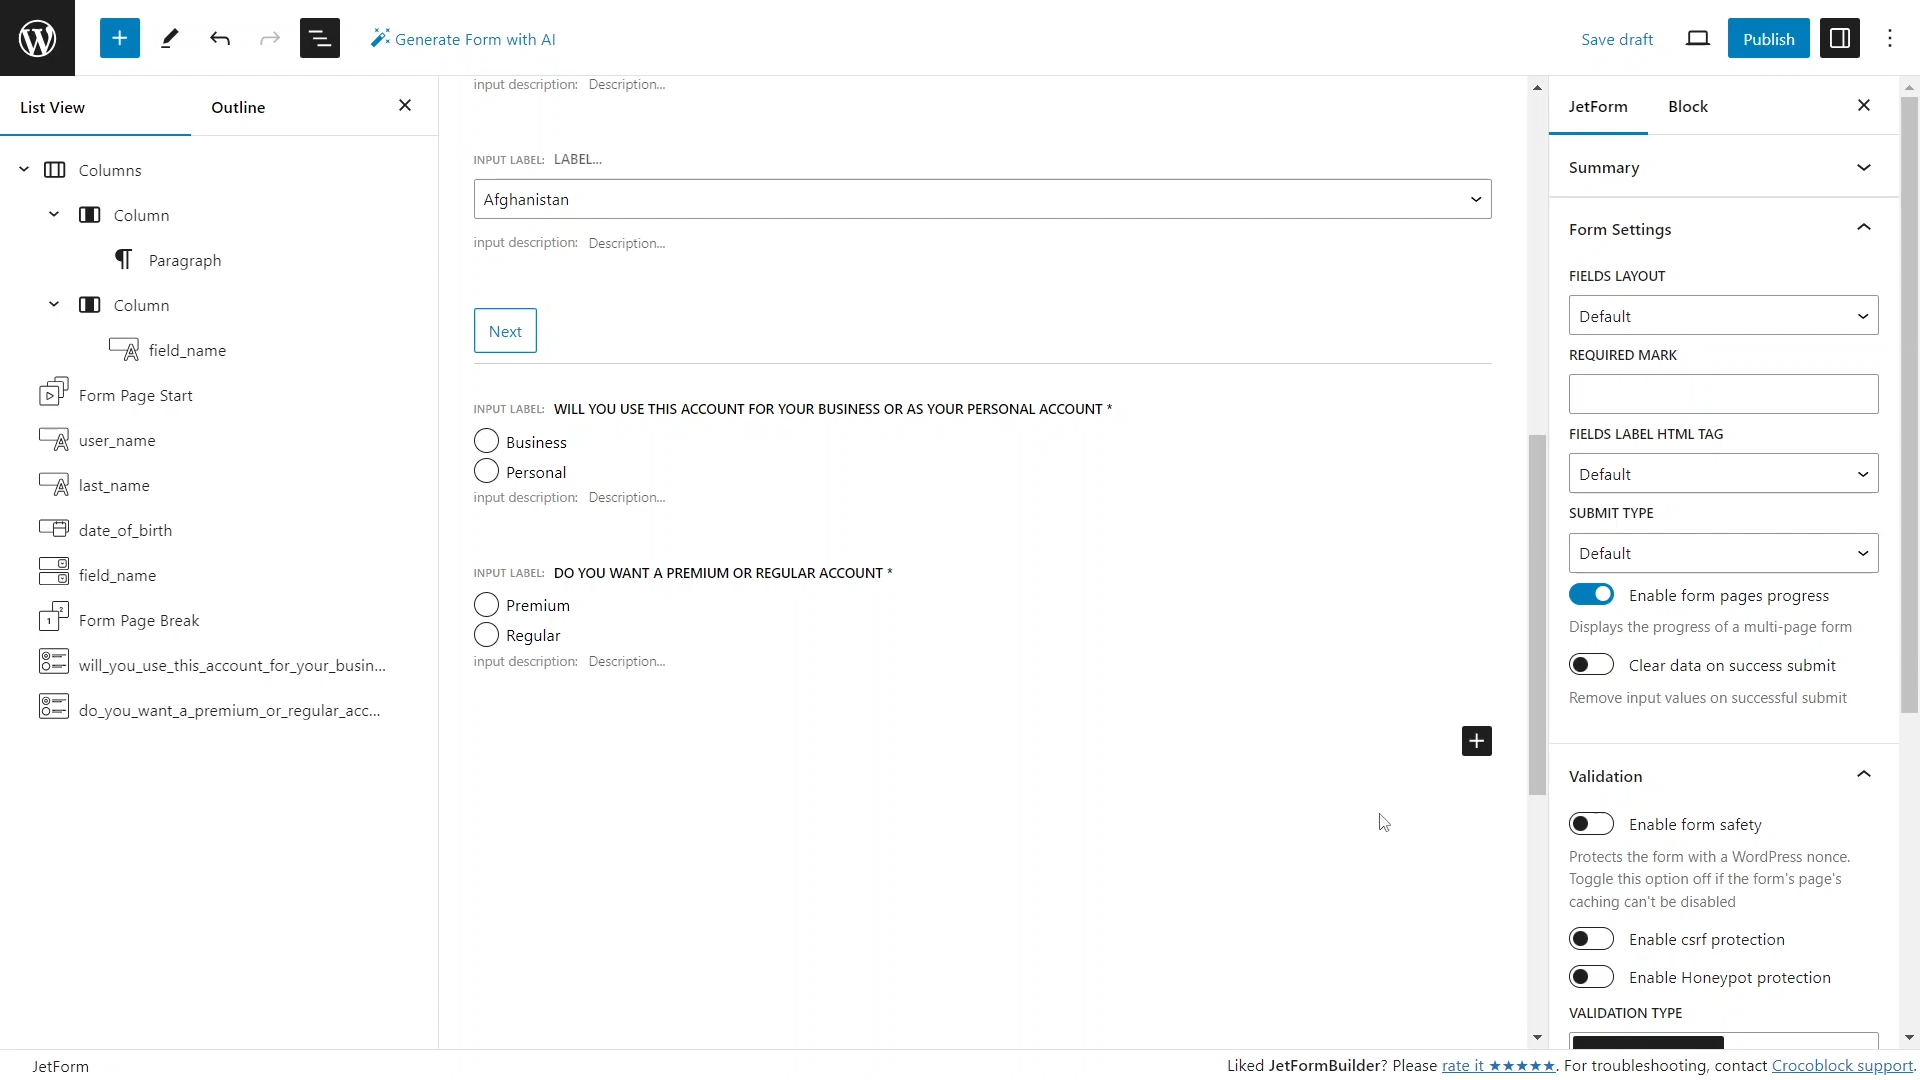 Generate Form with AI
Save draft
Publish
List View
Outline
Columns
Column
Paragraph
Column
field_name
Form Page Start
user_name
last_name
date_of_birth
field_name
Form Page Break
will_you_use_this_account_for_your_busin...
do_you_want_a_premium_or_regular_acc...
input description: Description...
INPUT LABEL: LABEL...
Afghanistan
input description: Description...
Next
INPUT LABEL: WILL YOU USE THIS ACCOUNT FOR YOUR BUSINESS OR AS YOUR PERSONAL ACCOUNT *
Business
Personal
input description: Description...
INPUT LABEL: DO YOU WANT A PREMIUM OR REGULAR ACCOUNT *
Premium
Regular
input description: Description...
JetForm
Block
Summary
Form Settings
FIELDS LAYOUT
Default
REQUIRED MARK
FIELDS LABEL HTML TAG
Default
SUBMIT TYPE
Default
Enable form pages progress
Displays the progress of a multi-page form
Clear data on success submit
Remove input values on successful submit
Validation
Enable form safety
Protects the form with a WordPress nonce.
Toggle this option off if the form's page's
caching can't be disabled
Enable csrf protection
Enable Honeypot protection
VALIDATION TYPE
JetForm
Liked JetFormBuilder? Please rate it ★★★★★. For troubleshooting, contact Crocoblock support.